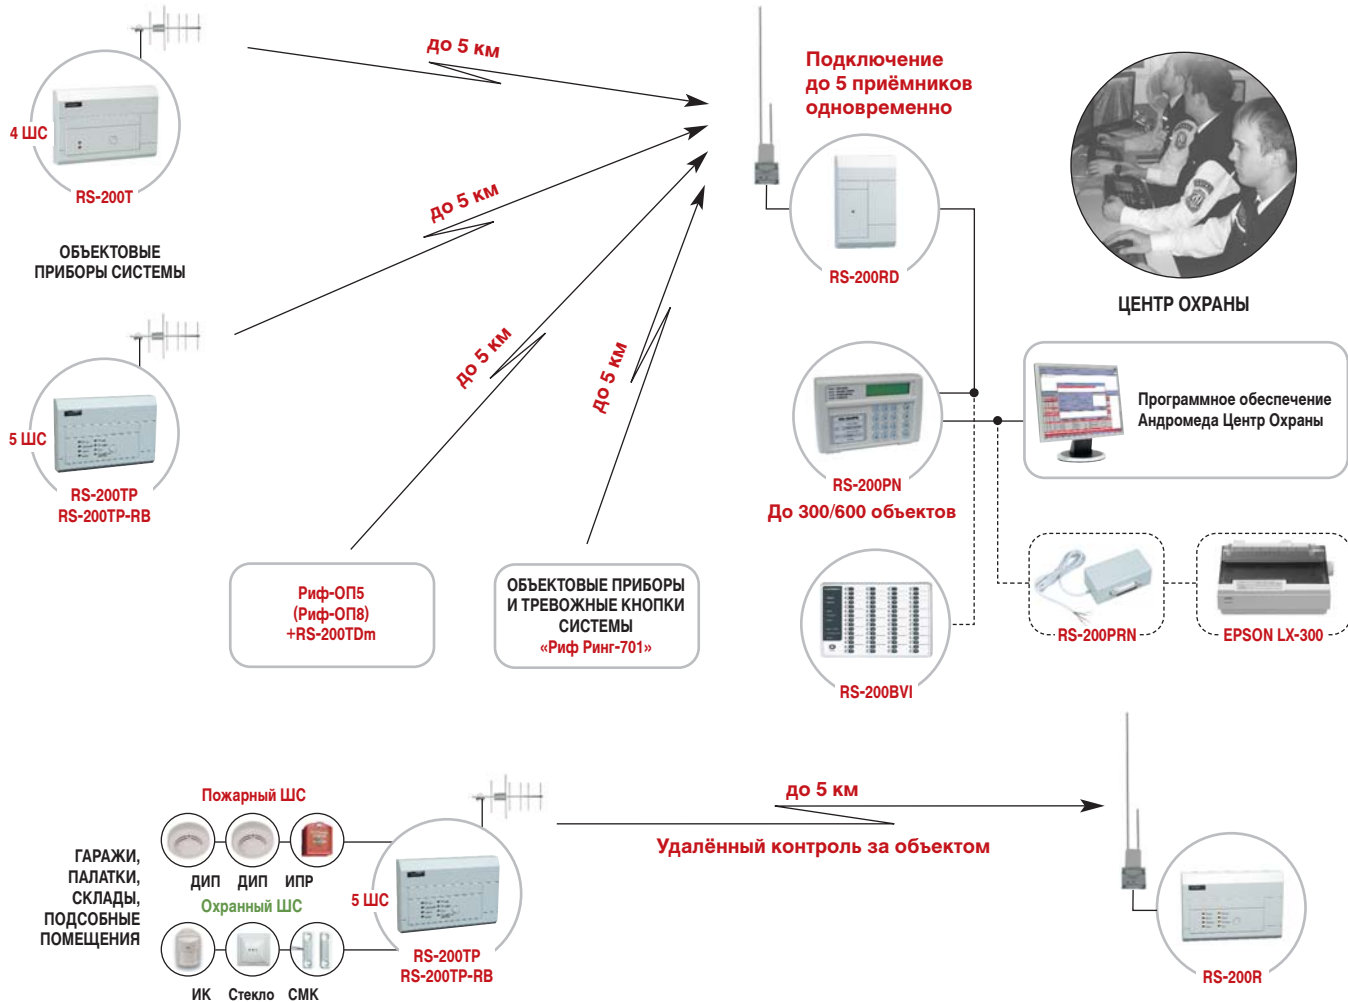 до 5 км
4 ШС
RS-200T
ОБЪЕКТОВЫЕ
ПРИБОРЫ СИСТЕМЫ
до 5 км
5 ШС
RS-200TP
RS-200TP-RB
до 5 км
до 5 км
Риф-ОП5
(Риф-ОП8)
+RS-200TDm
ОБЪЕКТОВЫЕ ПРИБОРЫ
И ТРЕВОЖНЫЕ КНОПКИ
СИСТЕМЫ
«Риф Ринг-701»
Подключение
до 5 приёмников
одновременно
RS-200RD
ЦЕНТР ОХРАНЫ
RS-200PN
До 300/600 объектов
Программное обеспечение
Андромеда Центр Охраны
RS-200BVI
RS-200PRN
EPSON LX-300
ГАРАЖИ,
ПАЛАТКИ,
СКЛАДЫ,
ПОДСОБНЫЕ
ПОМЕЩЕНИЯ
Пожарный ШС
ДИП ДИП ИПР
Охранный ШС
ИК Стекло СМК
5 ШС
RS-200TP
RS-200TP-RB
до 5 км
Удалённый контроль за объектом
RS-200R